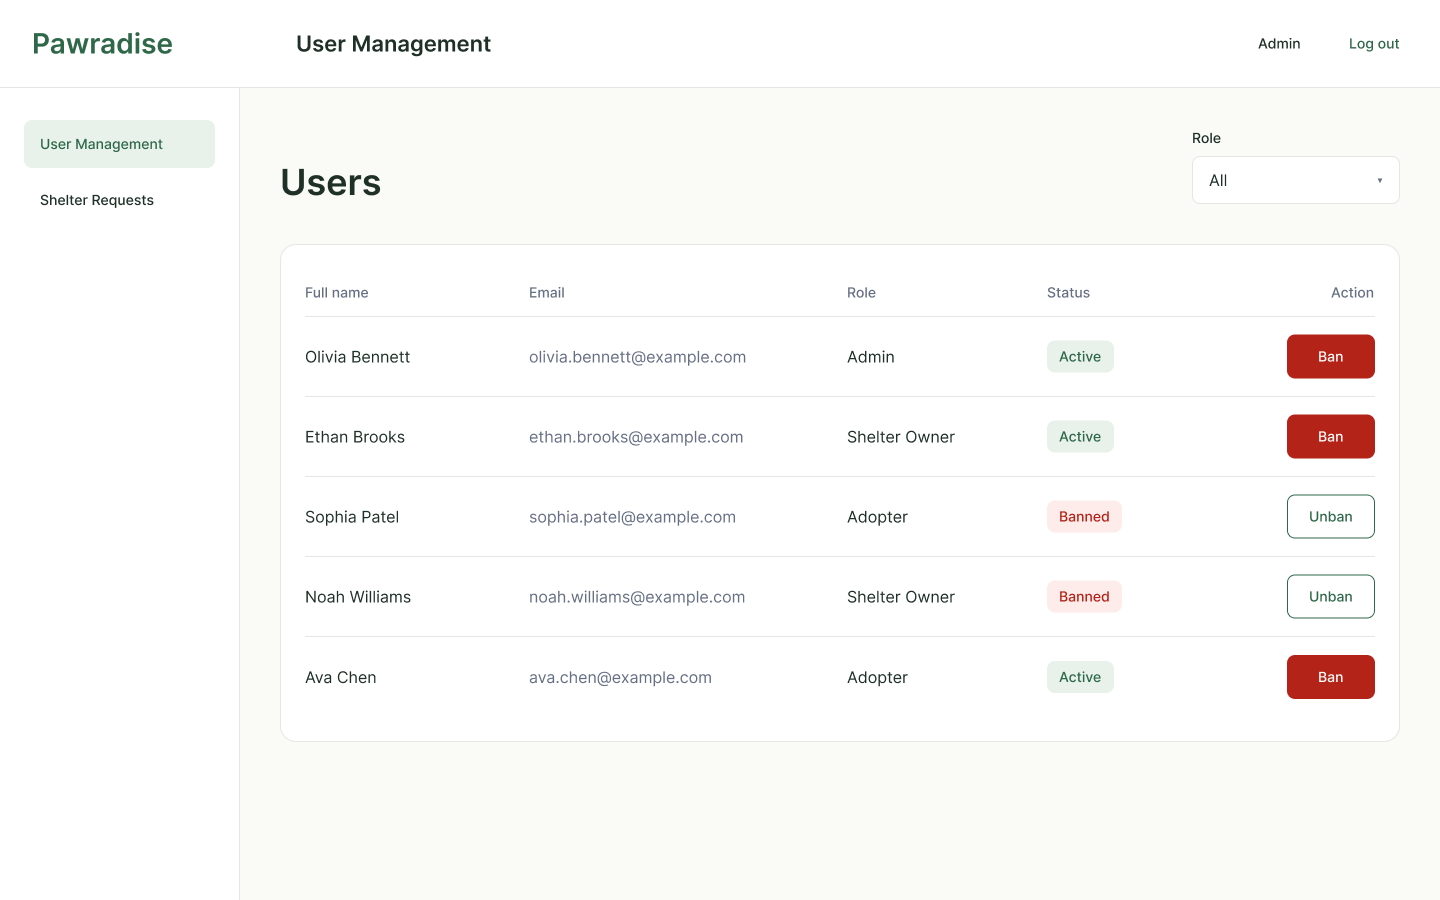 Pawradise
User Management
Admin
Log out
User Management
Shelter Requests
Users
Role
All
Full name Email Role Status Action
Olivia Bennett olivia.bennett@example.com Admin Active Ban
Ethan Brooks ethan.brooks@example.com Shelter Owner Active Ban
Sophia Patel sophia.patel@example.com Adopter Banned Unban
Noah Williams noah.williams@example.com Shelter Owner Banned Unban
Ava Chen ava.chen@example.com Adopter Active Ban